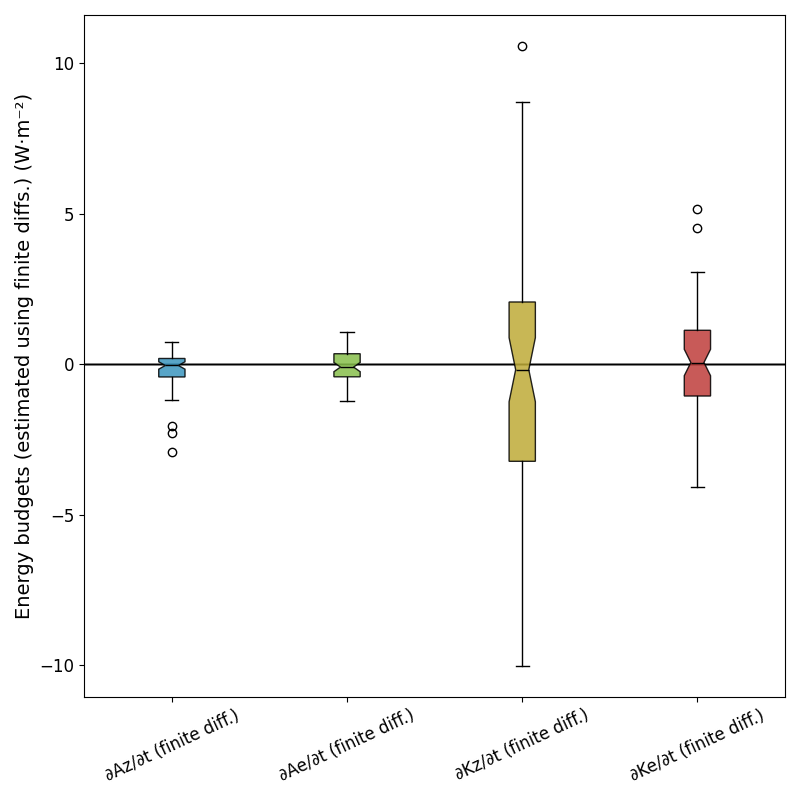 Energy budgets (estimated using finite diffs.) (W·m⁻²)
10
5
0
−5
−10
∂Az/∂t (finite diff.)
∂Ae/∂t (finite diff.)
∂Kz/∂t (finite diff.)
∂Ke/∂t (finite diff.)